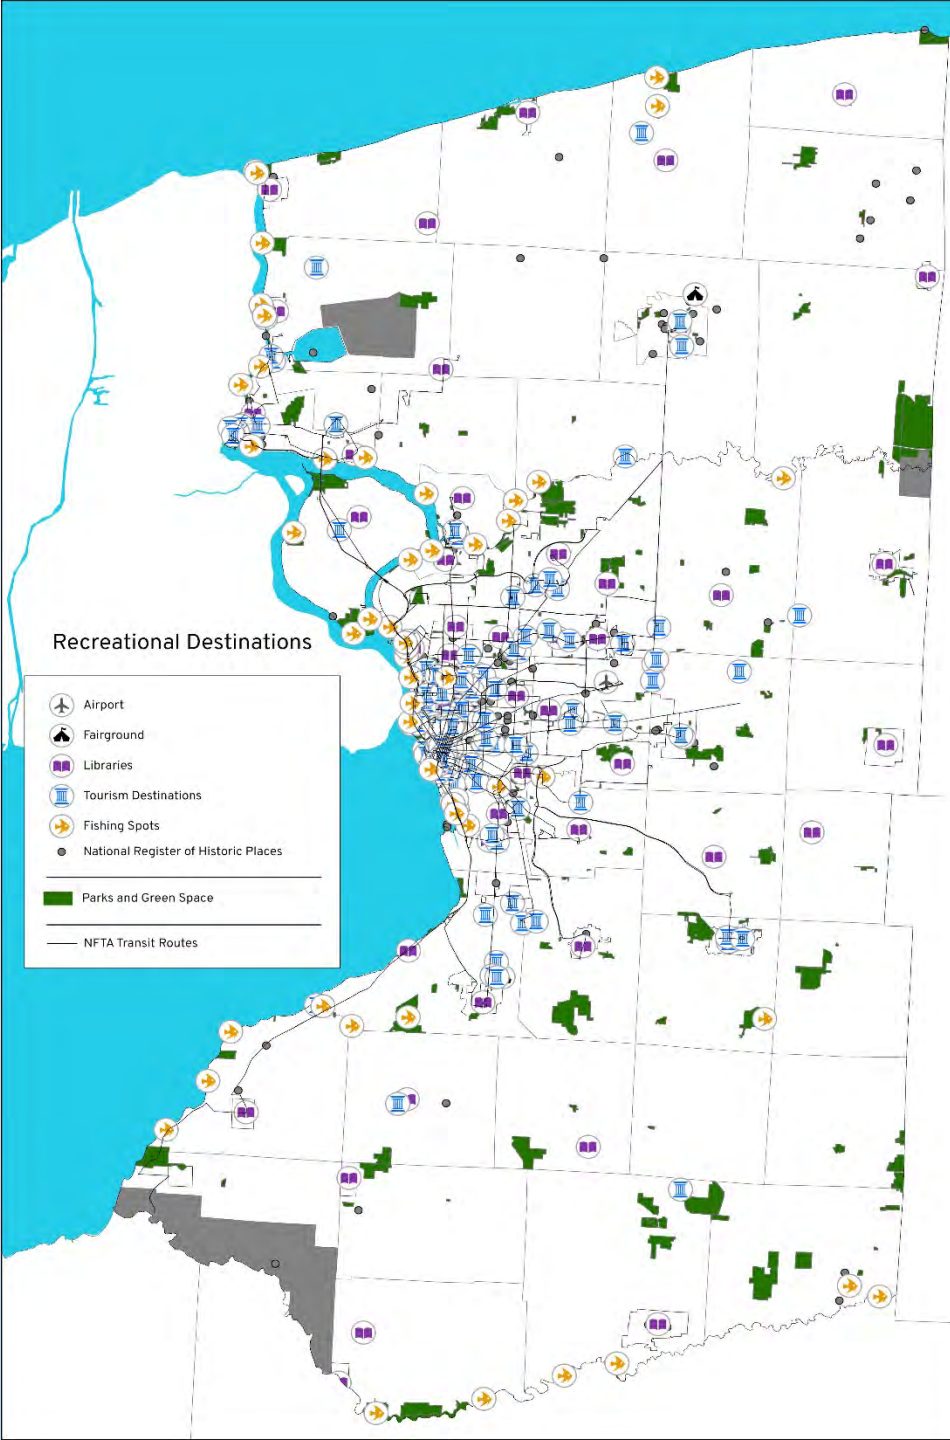 Recreational Destinations
Airport
Fairground
Libraries
Tourism Destinations
Fishing Spots
National Register of Historic Places
Parks and Green Space
NFTA Transit Routes